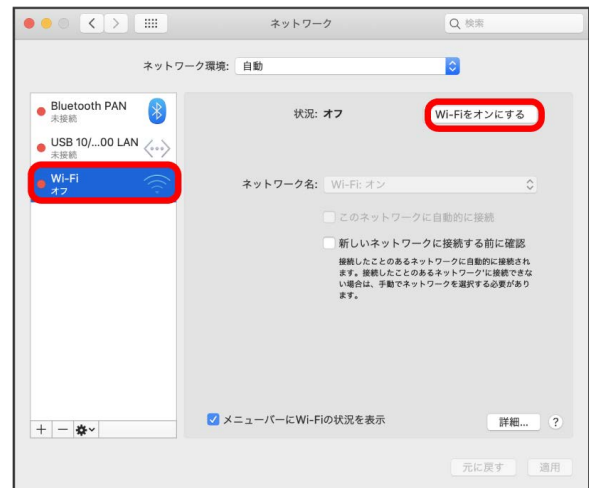 ネットワーク
検索
ネットワーク環境: 自動
Bluetooth PAN
未接続
USB 10/...00 LAN
未接続
Wi-Fi
オフ
状況: オフ
Wi-Fiをオンにする
ネットワーク名: Wi-Fi: オン
このネットワークに自動的に接続
新しいネットワークに接続する前に確認
接続したことのあるネットワークに自動的に接続され
ます。接続したことのあるネットワーク'に接続できな
い場合は、手動でネットワークを選択する必要があり
ます。
メニューバーにWi-Fiの状況を表示
詳細...
?
元に戻す
適用